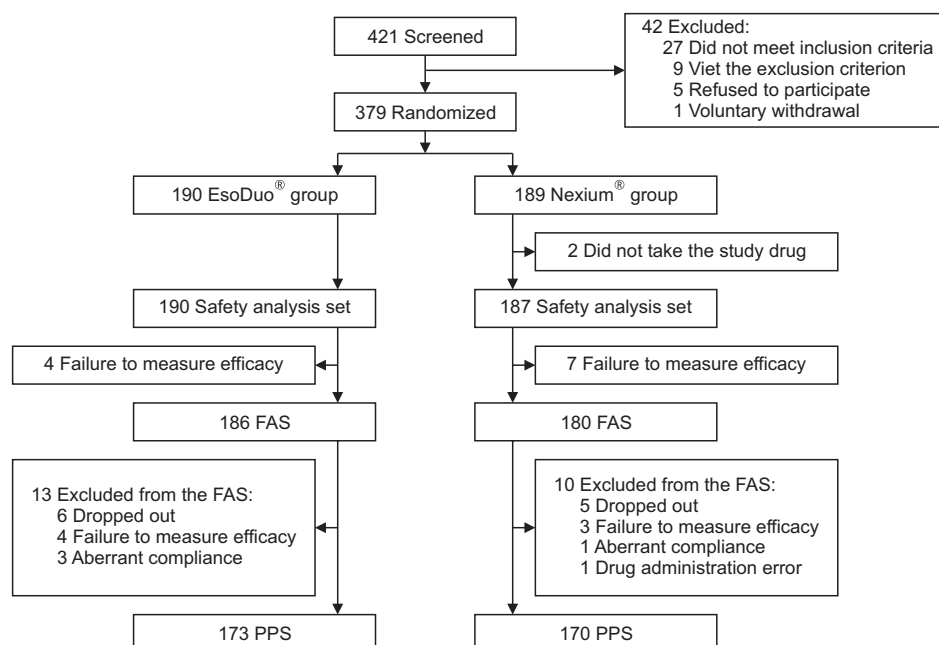 421 Screened
42 Excluded:
27 Did not meet inclusion criteria
9 Viet the exclusion criterion
5 Refused to participate
1 Voluntary withdrawal
379 Randomized
190 EsoDuo® group
189 Nexium® group
2 Did not take the study drug
190 Safety analysis set
187 Safety analysis set
4 Failure to measure efficacy
7 Failure to measure efficacy
186 FAS
180 FAS
13 Excluded from the FAS:
6 Dropped out
4 Failure to measure efficacy
3 Aberrant compliance
10 Excluded from the FAS:
5 Dropped out
3 Failure to measure efficacy
1 Aberrant compliance
1 Drug administration error
173 PPS
170 PPS